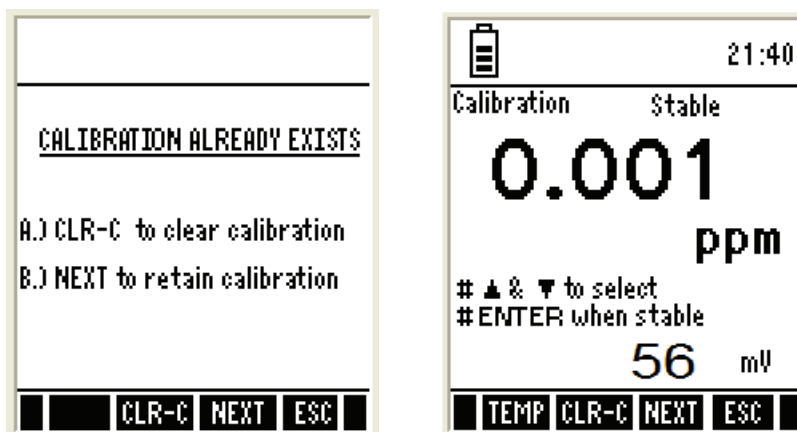 CALIBRATION ALREADY EXISTS
A.) CLR-C to clear calibration
B.) NEXT to retain calibration
CLR-C NEXT ESC
21:40
Calibration Stable
0.001
ppm
# ▲ & ▼ to select
# ENTER when stable
56 mV
TEMP CLR-C NEXT ESC